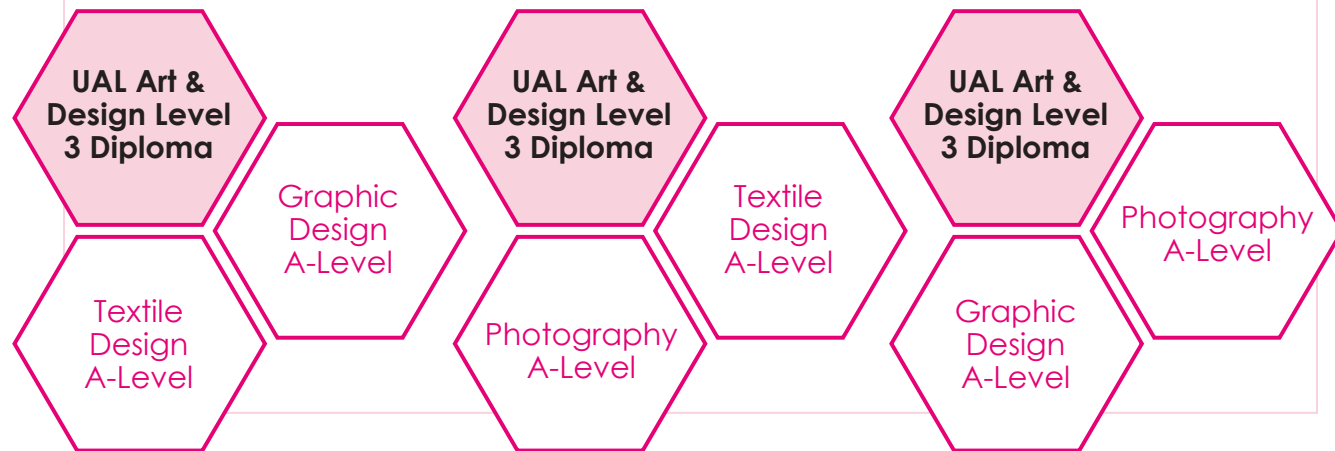 UAL Art &
Design Level
3 Diploma
Graphic
Design
A-Level
Textile
Design
A-Level
UAL Art &
Design Level
3 Diploma
Textile
Design
A-Level
Photography
A-Level
UAL Art &
Design Level
3 Diploma
Photography
A-Level
Graphic
Design
A-Level